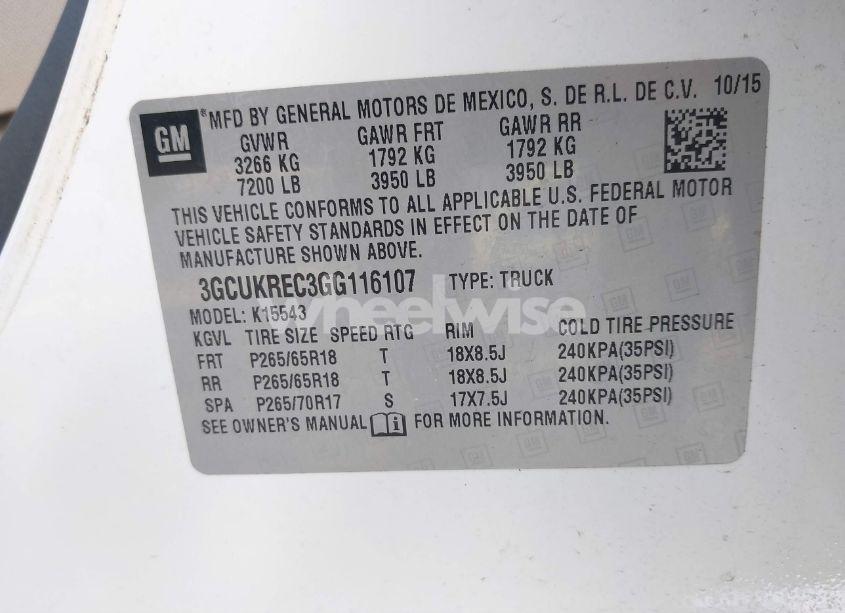 GM
*MFD BY GENERAL MOTORS DE MEXICO, S. DE R.L. DE C.V. 10/15
GVWR GAWR FRT GAWR RR
3266 KG 1792 KG 1792 KG
7200 LB 3950 LB 3950 LB
THIS VEHICLE CONFORMS TO ALL APPLICABLE U.S. FEDERAL MOTOR
VEHICLE SAFETY STANDARDS IN EFFECT ON THE DATE OF
MANUFACTURE SHOWN ABOVE.
3GCUKREC3GG116107 TYPE: TRUCK
Wheelwise
MODEL: K15543
KGVL TIRE SIZE SPEED RTG RIM COLD TIRE PRESSURE
FRT P265/65R18 T 18X8.5J 240KPA(35PSI)
RR P265/65R18 T 18X8.5J 240KPA(35PSI)
SPA P265/70R17 S 17X7.5J 240KPA(35PSI)
SEE OWNER'S MANUAL FOR MORE INFORMATION.